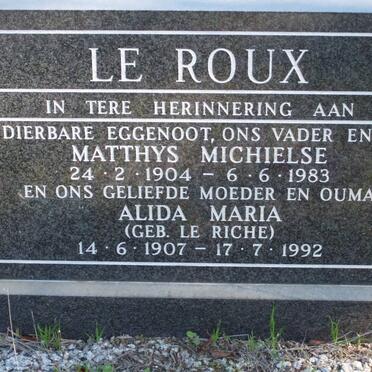 LE ROUX
IN TERE HERINNERING AAN
DIERBARE EGGENOOT, ONS VADER EN
MATTHYS MICHIELSE
24 · 2 · 1904 – 6 · 6 · 1983
EN ONS GELIEFDE MOEDER EN OUMA
ALIDA MARIA
(GEB. LE RICHE)
14 · 6 · 1907 – 17 · 7 · 1992